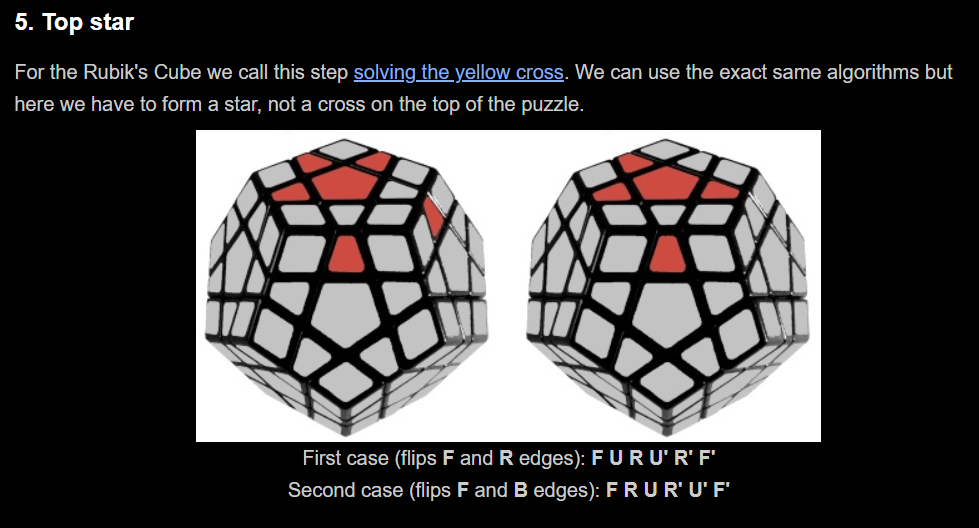 5. Top star
For the Rubik's Cube we call this step solving the yellow cross. We can use the exact same algorithms but
here we have to form a star, not a cross on the top of the puzzle.
First case (flips F and R edges): F U R U' R' F'
Second case (flips F and B edges): F R U R' U' F'